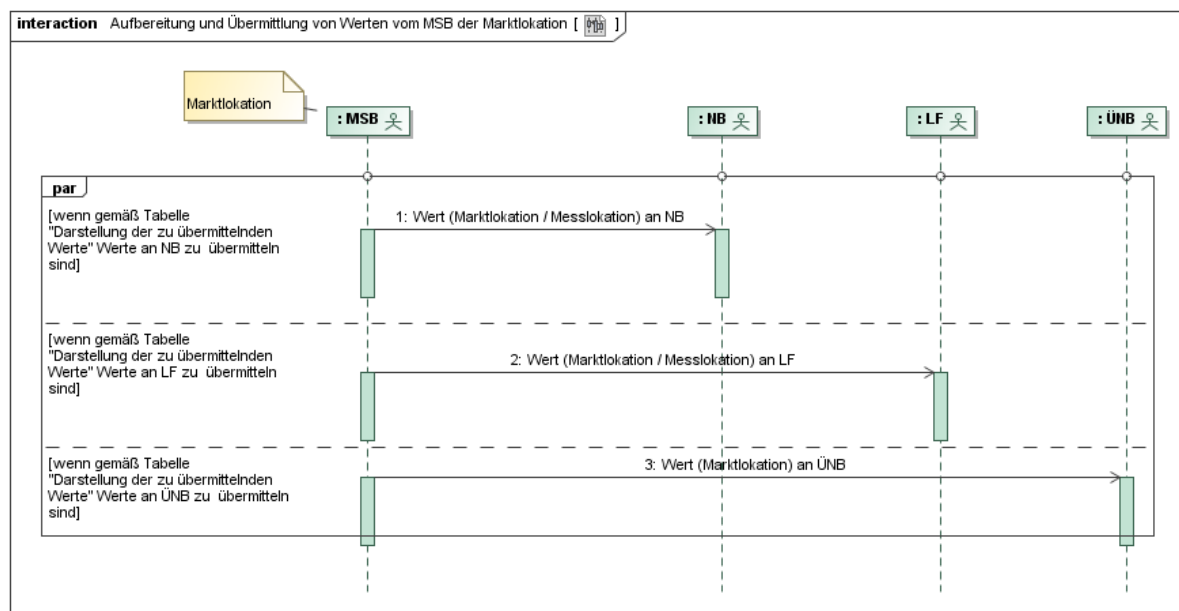 interaction Aufbereitung und Übermittlung von Werten vom MSB der Marktlokation [ ]
Marktlokation
: MSB
: NB
: LF
: ÜNB
par
[wenn gemäß Tabelle
"Darstellung der zu übermittelnden
Werte" Werte an NB zu übermitteln
sind]
1: Wert (Marktlokation / Messlokation) an NB
[wenn gemäß Tabelle
"Darstellung der zu übermittelnden
Werte" Werte an LF zu übermitteln
sind]
2: Wert (Marktlokation / Messlokation) an LF
[wenn gemäß Tabelle
"Darstellung der zu übermittelnden
Werte" Werte an ÜNB zu übermitteln
sind]
3: Wert (Marktlokation) an ÜNB